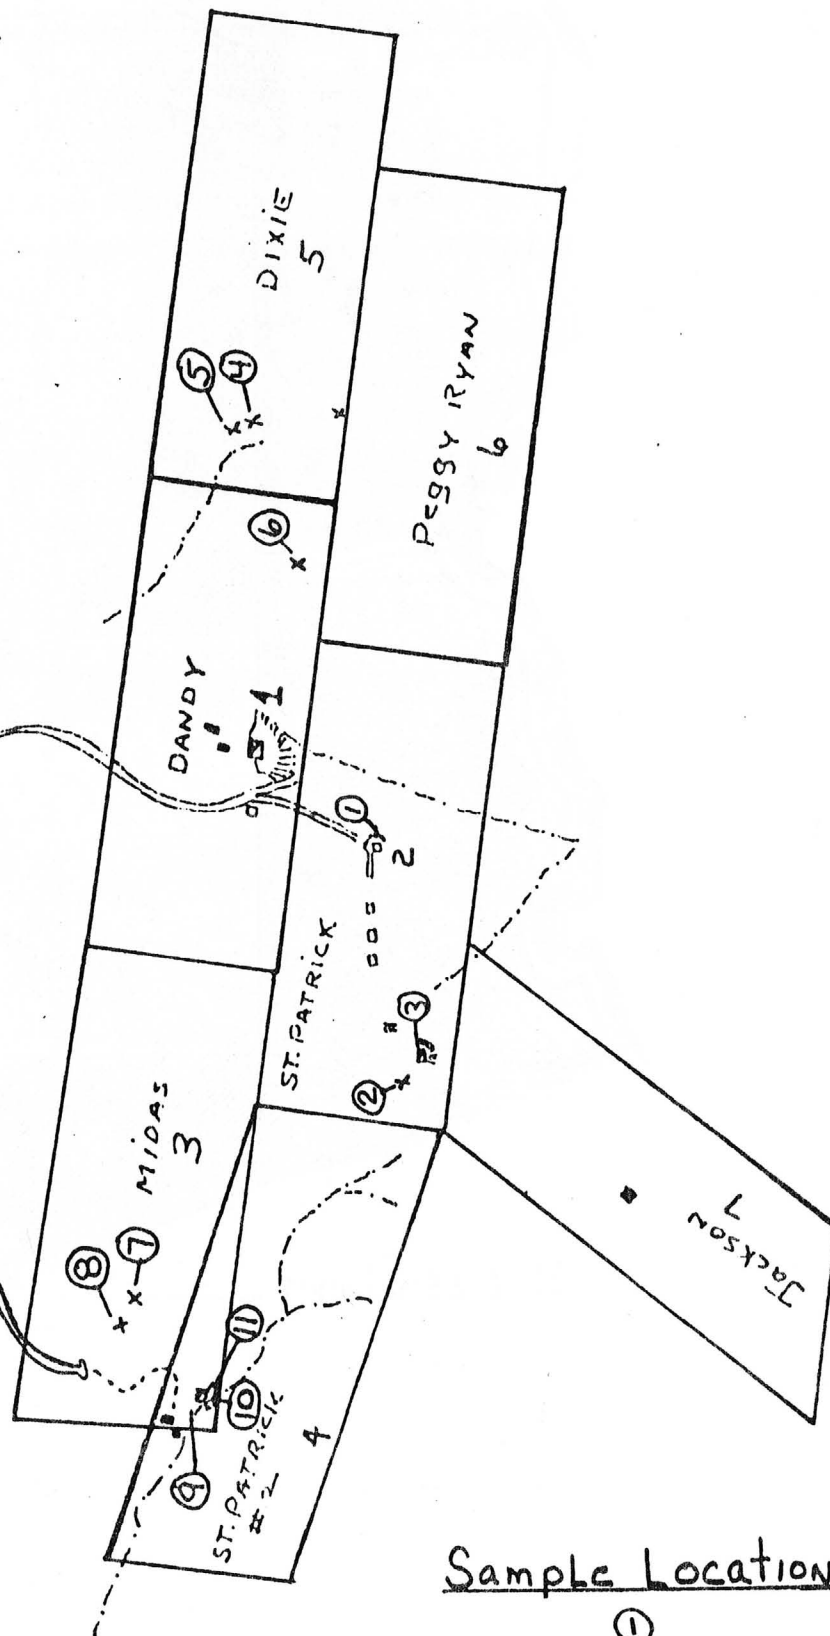 DIXIE
5
⑤
④
PeggY RYAN
6
⑥
DANDY
1
①
2
ST. PATRICK
③
②
MIDAS
3
⑧
⑦
⑪
⑩
⑨
ST. PATRICK
# 2
4
Jackson
7
Sample Location
①